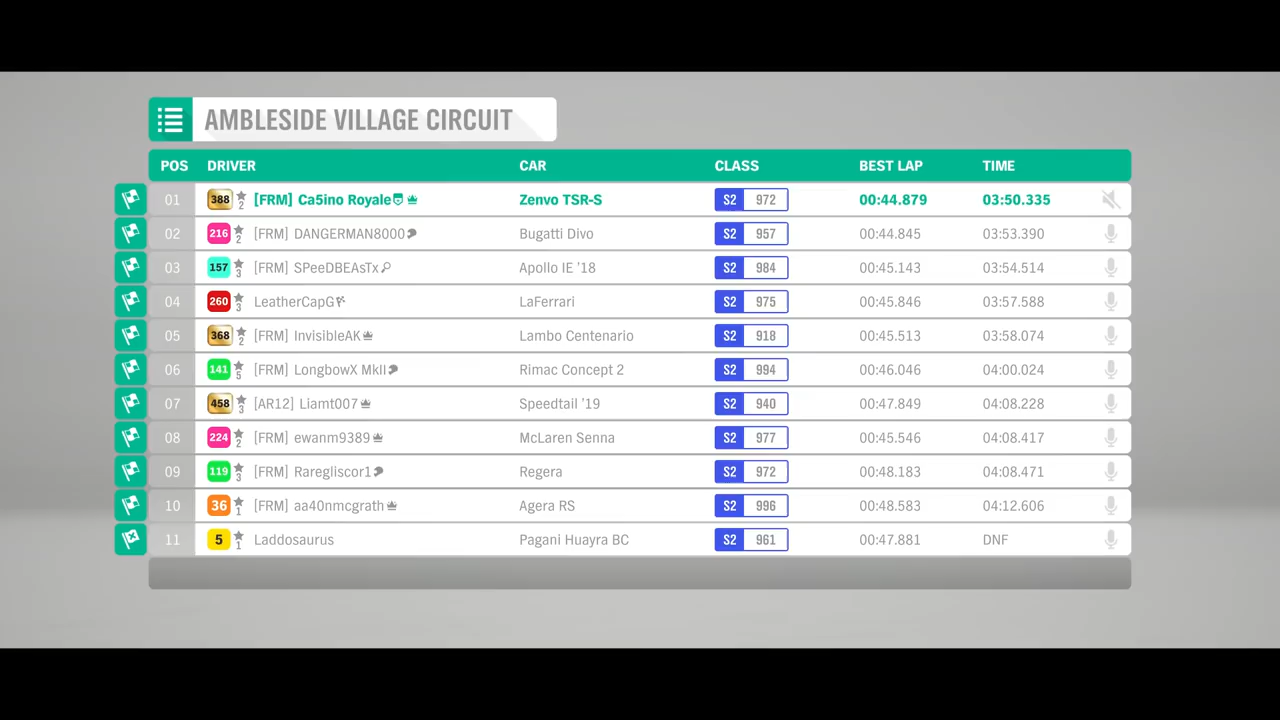 AMBLESIDE VILLAGE CIRCUIT
POS DRIVER CAR CLASS BEST LAP TIME
01 388 2 [FRM] Ca5ino Royale Zenvo TSR-S S2 972 00:44.879 03:50.335
02 216 2 [FRM] DANGERMAN8000 Bugatti Divo S2 957 00:44.845 03:53.390
03 157 3 [FRM] SPeeDBEAsTx Apollo IE '18 S2 984 00:45.143 03:54.514
04 260 3 LeatherCapG LaFerrari S2 975 00:45.846 03:57.588
05 368 2 [FRM] InvisibleAK Lambo Centenario S2 918 00:45.513 03:58.074
06 141 5 [FRM] LongbowX MkII Rimac Concept 2 S2 994 00:46.046 04:00.024
07 458 3 [AR12] Liamt007 Speedtail '19 S2 940 00:47.849 04:08.228
08 224 2 [FRM] ewanm9389 McLaren Senna S2 977 00:45.546 04:08.417
09 119 3 [FRM] Raregliscor1 Regera S2 972 00:48.183 04:08.471
10 36 1 [FRM] aa40nmcgrath Agera RS S2 996 00:48.583 04:12.606
11 5 1 Laddosaurus Pagani Huayra BC S2 961 00:47.881 DNF